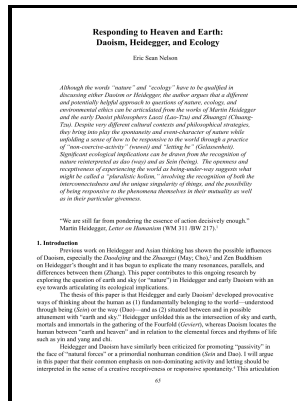 Responding to Heaven and Earth:
Daoism, Heidegger, and Ecology
Eric Sean Nelson
Although the words "nature" and "ecology" have to be qualified in
discussing either Daoism or Heidegger, the author argues that a different
and potentially helpful approach to questions of nature, ecology, and
environmental ethics can be articulated from the works of Martin Heidegger
and the early Daoist philosophers Laozi (Lao-Tzu) and Zhuangzi (Chuang-
Tzu). Despite very different cultural contexts and philosophical strategies,
they bring into play the spontaneity and event-character of nature while
unfolding a sense of how to be responsive to the world through a practice
of "non-coercive-activity" (wuwei) and "letting be" (Gelassenheit).
Significant ecological implications can be drawn from the recognition of
nature reinterpreted as dao (way) and as Sein (being). The openness and
receptivity of experiencing the world as being-under-way suggests what
might be called a "pluralistic holism," involving the recognition of both the
interconnectedness and the unique singularity of things, and the possibility
of being responsive to the phenomena themselves in their mutuality as well
as in their particular givenness.
"We are still far from pondering the essence of action decisively enough."
Martin Heidegger, Letter on Humanism (WM 311 /BW 217).¹
1. Introduction
Previous work on Heidegger and Asian thinking has shown the possible influences
of Daoism, especially the Daodejing and the Zhuangzi (May; Cho),² and Zen Buddhism
on Heidegger's thought and it has begun to explicate the many resonances, parallels, and
differences between them (Zhang). This paper contributes to this ongoing research by
exploring the question of earth and sky (or "nature") in Heidegger and early Daoism with an
eye towards articulating its ecological implications.
The thesis of this paper is that Heidegger and early Daoism³ developed provocative
ways of thinking about the human as (1) fundamentally belonging to the world—understood
through being (Sein) or the way (Dao)—and as (2) situated between and in possible
attunement with "earth and sky." Heidegger unfolded this as the intersection of sky and earth,
mortals and immortals in the gathering of the Fourfold (Geviert), whereas Daoism locates the
human between "earth and heaven" and in relation to the elemental forces and rhythms of life
such as yin and yang and chi.
Heidegger and Daoism have similarly been criticized for promoting "passivity" in
the face of "natural forces" or a primordial nonhuman condition (Sein and Dao). I will argue
in this paper that their common emphasis on non-dominating activity and letting should be
interpreted in the sense of a creative receptiveness or responsive spontaneity.⁴ This articulation
65